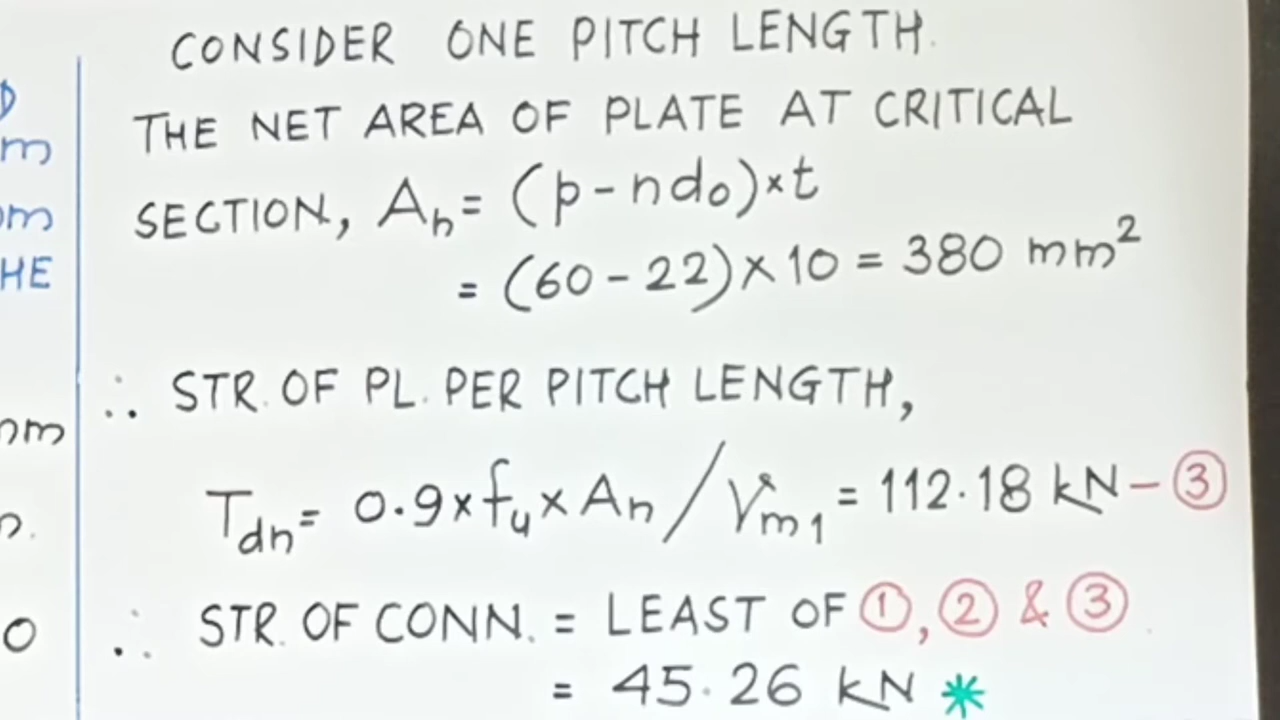 CONSIDER ONE PITCH LENGTH.
THE NET AREA OF PLATE AT CRITICAL
SECTION, An = (p - ndo) × t
= (60 - 22) × 10 = 380 mm²
∴ STR. OF PL. PER PITCH LENGTH,
Tdn = 0.9 × fu × An / γm1 = 112.18 kN - ③
∴ STR. OF CONN. = LEAST OF ①, ② & ③
= 45.26 kN *